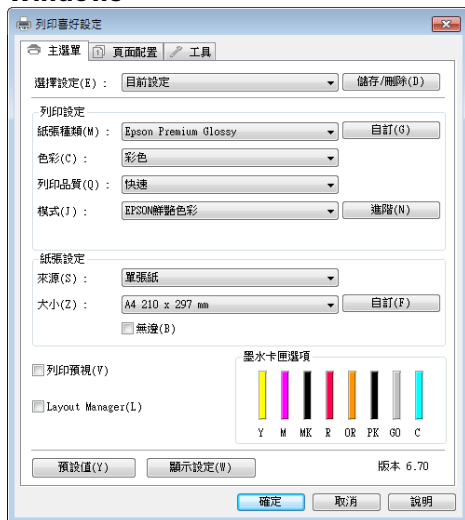 Windows
列印喜好設定
主選單 頁面配置 工具
選擇設定(E) : 目前設定 儲存/刪除(D)
列印設定
紙張種類(M) : Epson Premium Glossy 自訂(G)
色彩(C) : 彩色
列印品質(Q) : 快速
模式(J) : EPSON鮮豔色彩 進階(N)
紙張設定
來源(S) : 單張紙
大小(Z) : A4 210 x 297 mm 自訂(F)
無邊(B)
墨水卡匣選項
列印預視(V)
Layout Manager(L)
Y M MK R OR PK GO C
預設值(Y) 顯示設定(W) 版本 6.70
確定 取消 說明